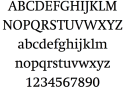 ABCDEFGHIJKLM
NOPQRSTUVWXYZ
abcdefghijklm
nopqrstuvwxyz
1234567890